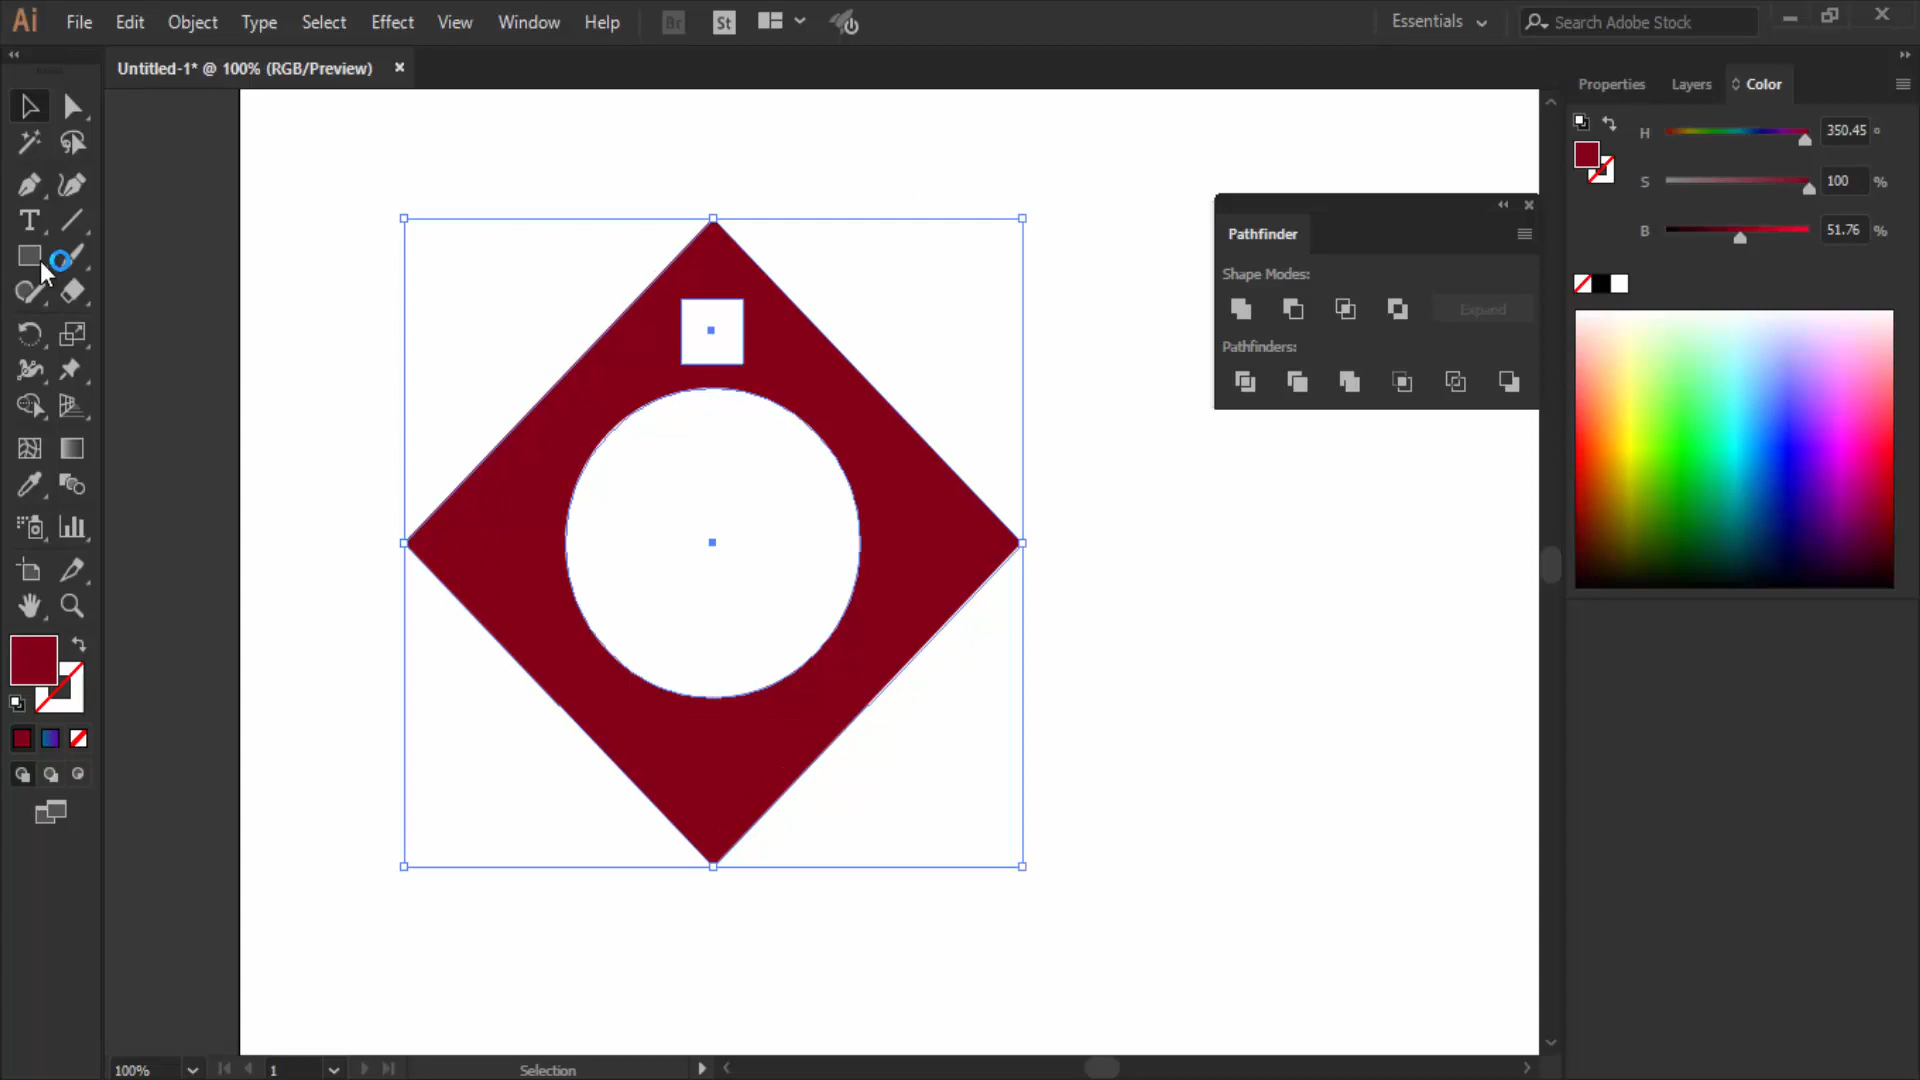 Ai File Edit Object Type Select Effect View Window Help Br St Essentials Search Adobe Stock
Untitled-1* @ 100% (RGB/Preview) ×
Properties Layers Color
H 350.45 °
S 100 %
B 51.76 %
Pathfinder
Shape Modes:
Expand
Pathfinders:
T
100% 1 Selection